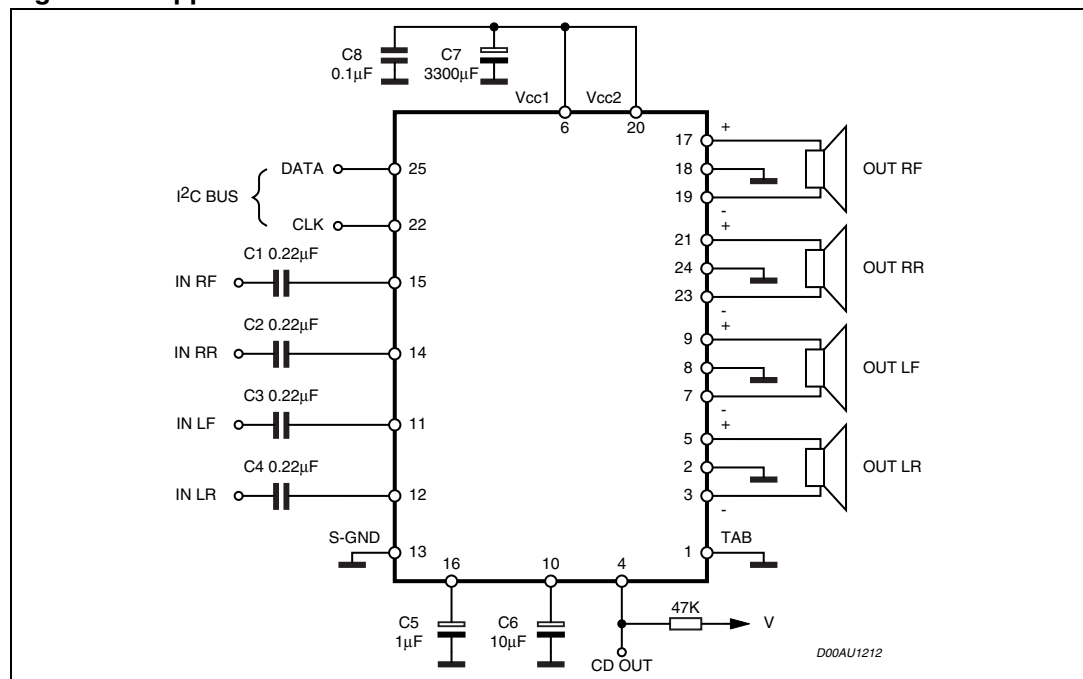 C8
0.1µF
C7
3300µF
Vcc1
Vcc2
6
20
I²C BUS
DATA
25
CLK
22
C1 0.22µF
IN RF
15
C2 0.22µF
IN RR
14
C3 0.22µF
IN LF
11
C4 0.22µF
IN LR
12
S-GND
13
17
+
18
OUT RF
19
-
+
21
24
OUT RR
23
-
+
9
8
OUT LF
7
-
+
5
2
OUT LR
3
-
1
TAB
16
10
4
C5
1µF
C6
10µF
47K
V
CD OUT
D00AU1212